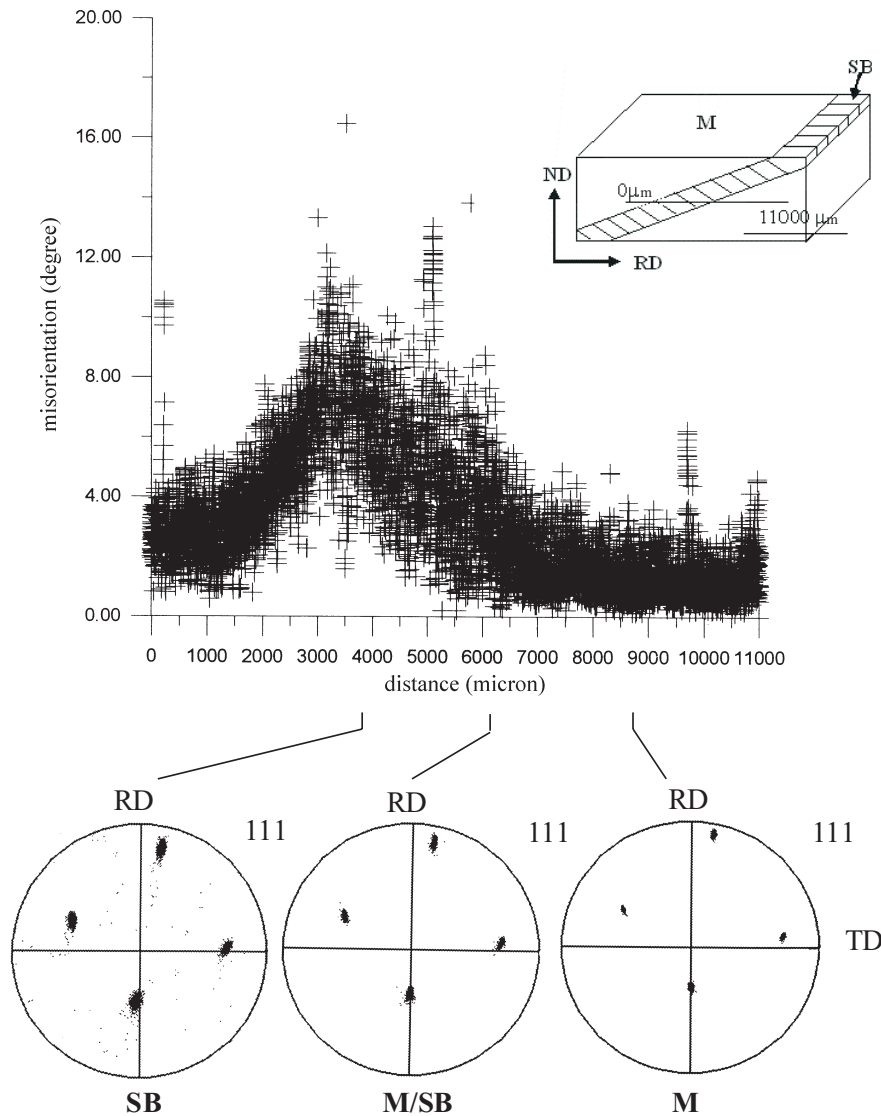 20.00
16.00
12.00
8.00
4.00
0.00
misorientation (degree)
0 1000 2000 3000 4000 5000 6000 7000 8000 9000 10000 11000
distance (micron)
SB
M
ND
0μm
11000 μm
RD
RD RD RD
111 111 111
TD
SB M/SB M